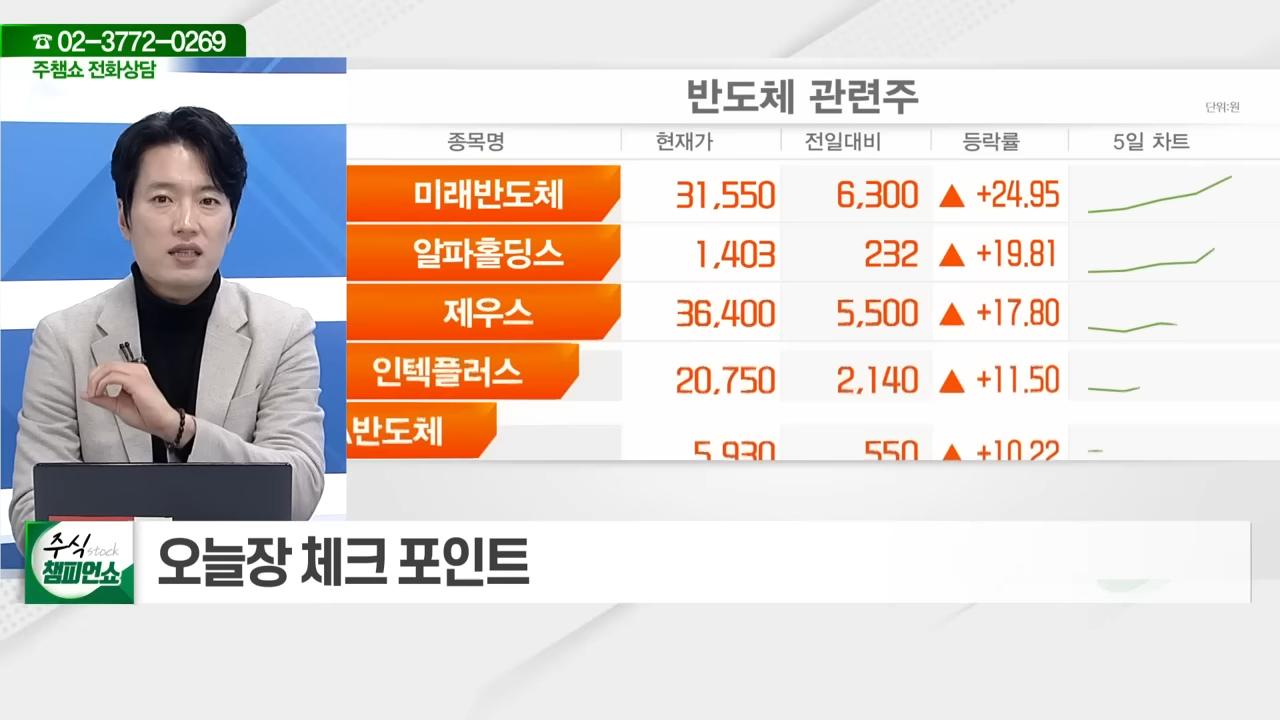 ☎ 02-3772-0269
주챔쇼 전화상담
반도체 관련주
단위:원
종목명 현재가 전일대비 등락률 5일 차트
미래반도체 31,550 6,300 ▲ +24.95
알파홀딩스 1,403 232 ▲ +19.81
제우스 36,400 5,500 ▲ +17.80
인텍플러스 20,750 2,140 ▲ +11.50
반도체 5,930 550 ▲ +10.22
주식 stock
챔피언쇼
오늘장 체크 포인트